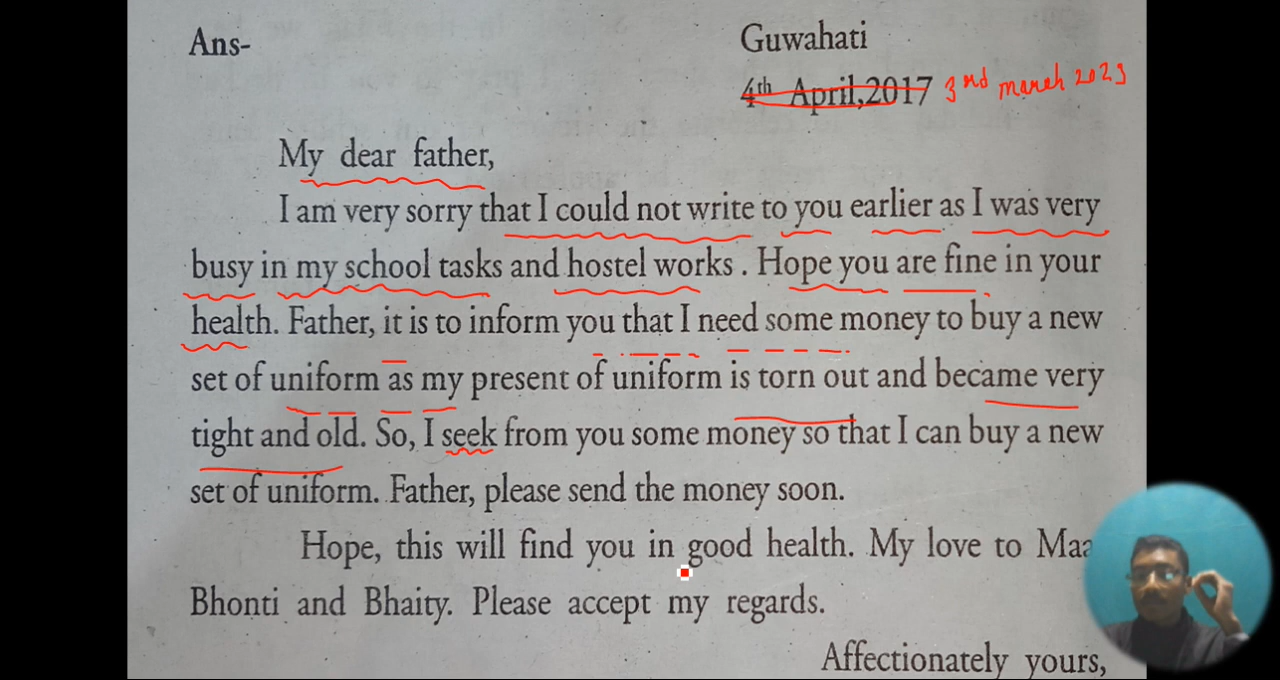 Ans- Guwahati
4th April,2017 3nd march 2023
My dear father,
I am very sorry that I could not write to you earlier as I was very
busy in my school tasks and hostel works . Hope you are fine in your
health. Father, it is to inform you that I need some money to buy a new
set of uniform as my present of uniform is torn out and became very
tight and old. So, I seek from you some money so that I can buy a new
set of uniform. Father, please send the money soon.
Hope, this will find you in good health. My love to Maa
Bhonti and Bhaity. Please accept my regards.
Affectionately yours,